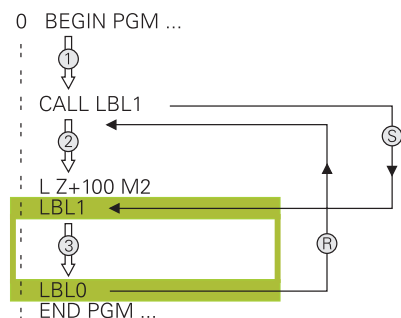 0 BEGIN PGM ...
1
CALL LBL1
S
2
L Z+100 M2
LBL1
3
R
LBL0
END PGM ...